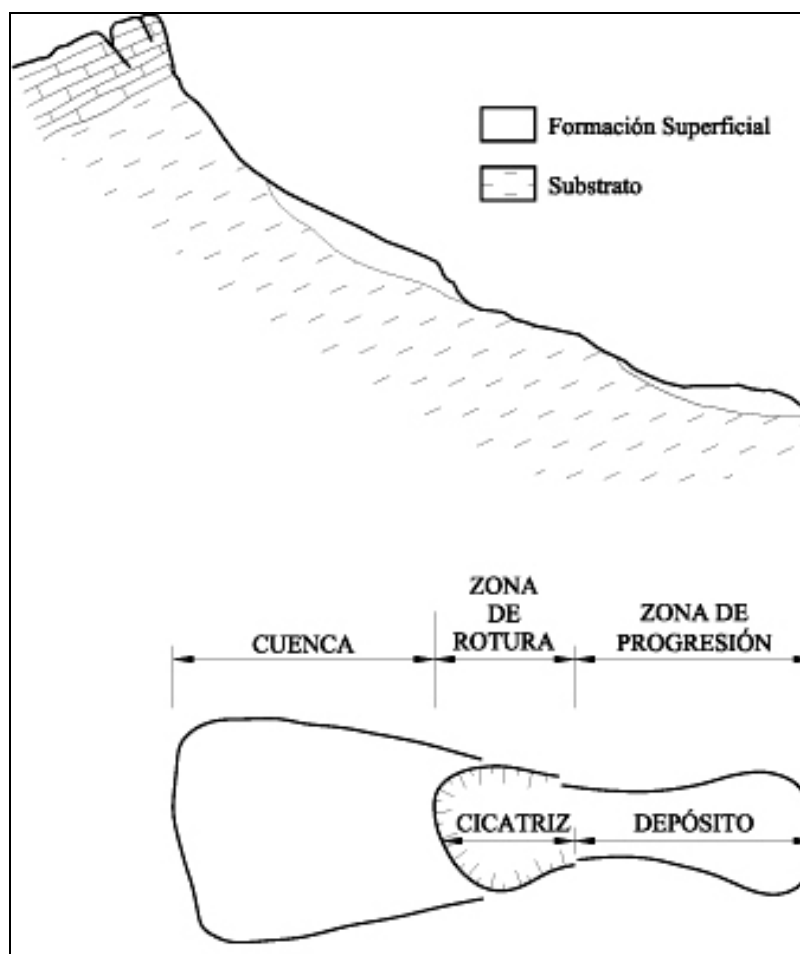 Formación Superficial
Substrato
CUENCA
ZONA
DE
ROTURA
ZONA DE
PROGRESIÓN
CICATRIZ
DEPÓSITO